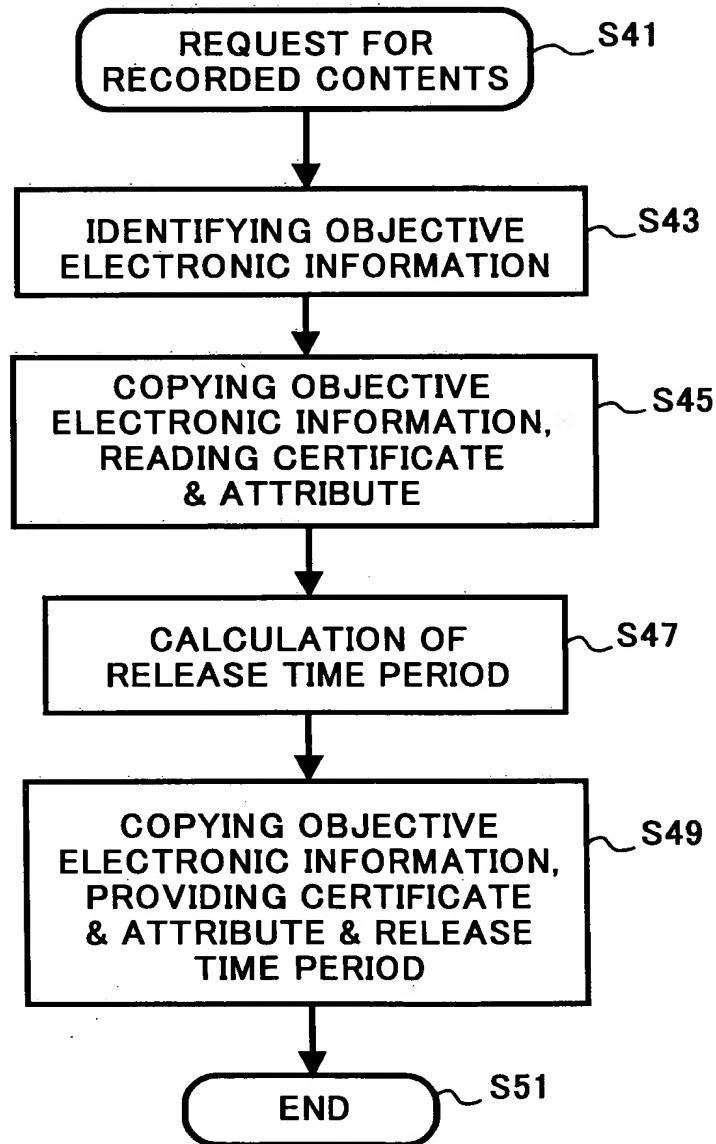 REQUEST FOR
RECORDED CONTENTS
S41
IDENTIFYING OBJECTIVE
ELECTRONIC INFORMATION
S43
COPYING OBJECTIVE
ELECTRONIC INFORMATION,
READING CERTIFICATE
& ATTRIBUTE
S45
CALCULATION OF
RELEASE TIME PERIOD
S47
COPYING OBJECTIVE
ELECTRONIC INFORMATION,
PROVIDING CERTIFICATE
& ATTRIBUTE & RELEASE
TIME PERIOD
S49
END
S51